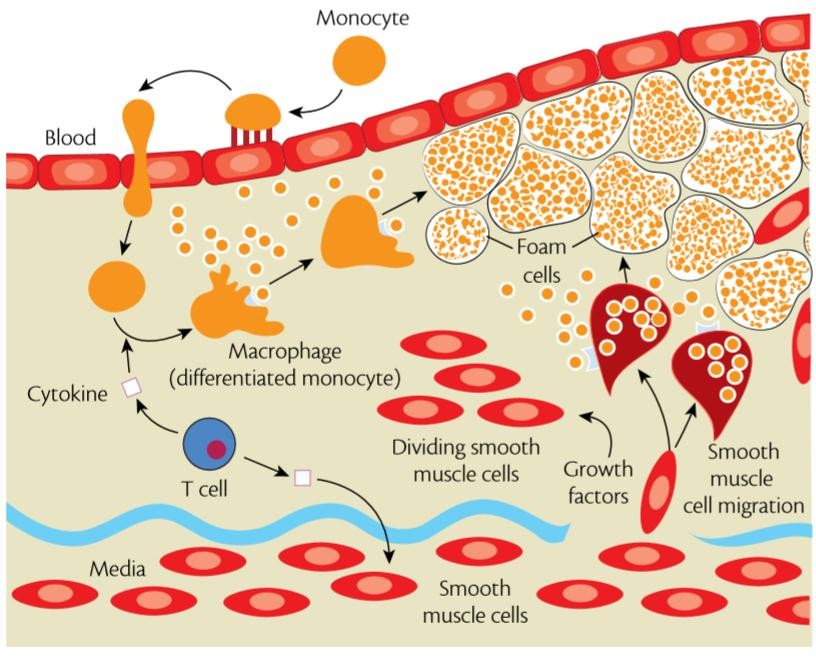 Monocyte
Blood
Foam
cells
Macrophage
(differentiated monocyte)
Cytokine
T cell
Dividing smooth
muscle cells
Growth
factors
Smooth
muscle
cell migration
Media
Smooth
muscle cells